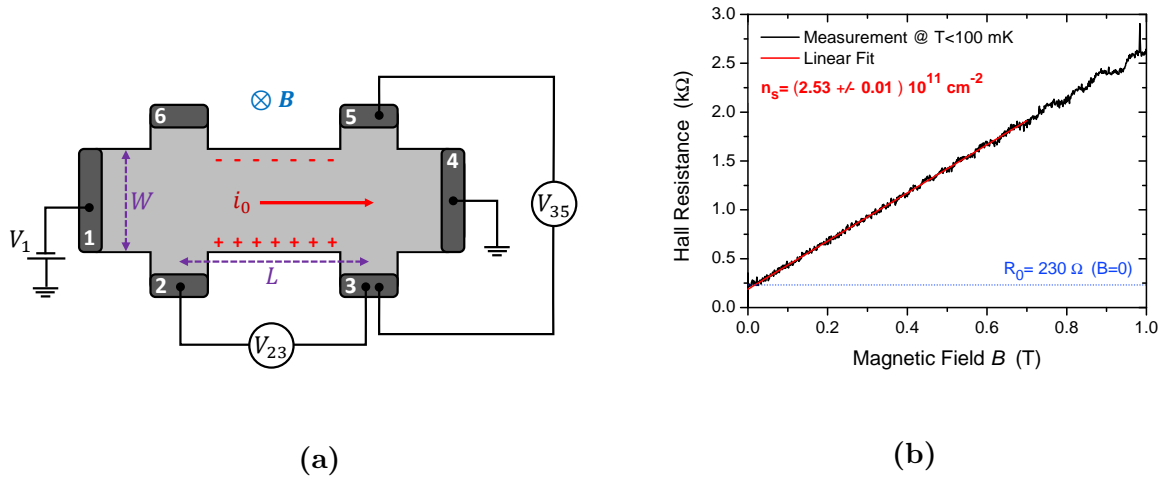 6
⊗ B
5
- - - - - - -
4
W
i₀
V₃₅
V₁
1
+ + + + + + +
2
L
3
V₂₃
(a)
Hall Resistance (kΩ)
3.0
2.5
2.0
1.5
1.0
0.5
0.0
Measurement @ T<100 mK
Linear Fit
nₛ= (2.53 +/- 0.01 ) 10¹¹ cm⁻²
R₀= 230 Ω (B=0)
0.0 0.2 0.4 0.6 0.8 1.0
Magnetic Field B (T)
(b)